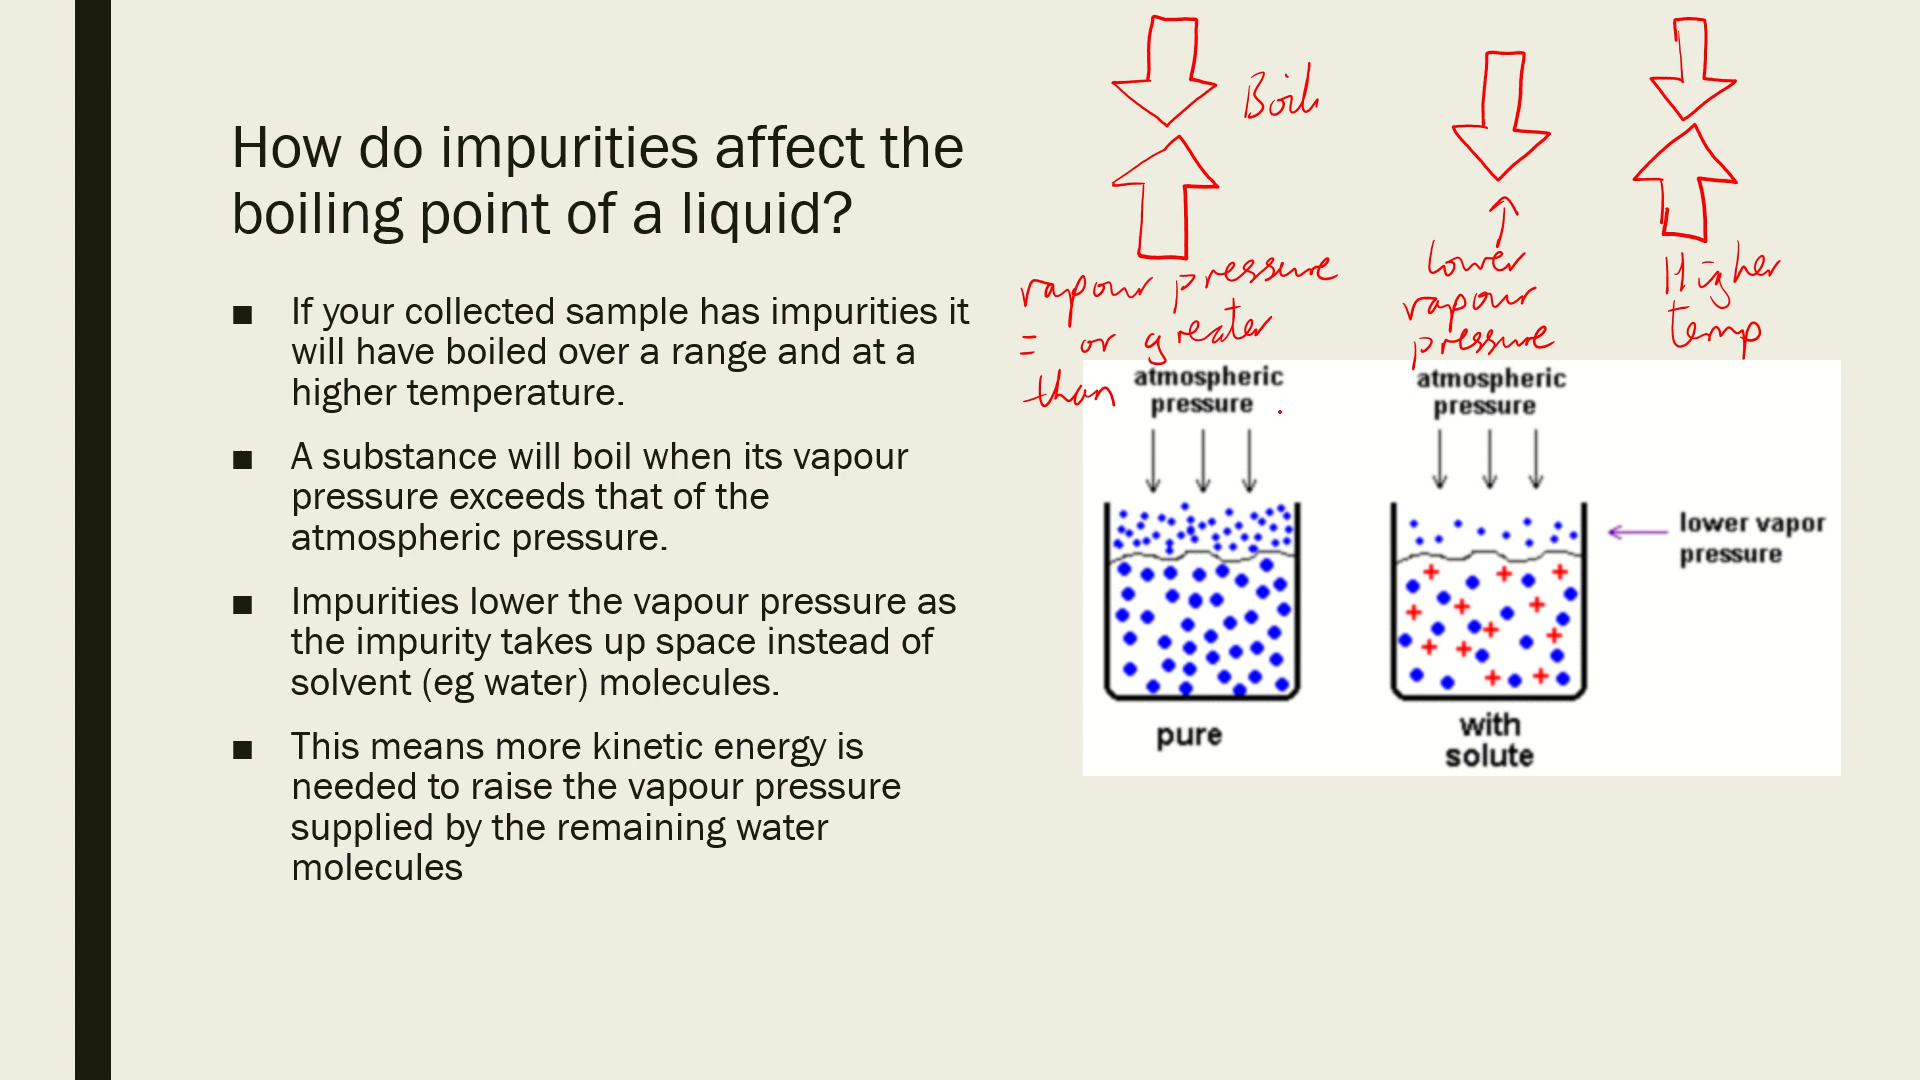 How do impurities affect the
boiling point of a liquid?
■ If your collected sample has impurities it
will have boiled over a range and at a
higher temperature.
■ A substance will boil when its vapour
pressure exceeds that of the
atmospheric pressure.
■ Impurities lower the vapour pressure as
the impurity takes up space instead of
solvent (eg water) molecules.
■ This means more kinetic energy is
needed to raise the vapour pressure
supplied by the remaining water
molecules
Boil
vapour pressure
= or greater
than
lower
vapour
pressure
Higher
temp
atmospheric
pressure
atmospheric
pressure
lower vapor
pressure
pure
with
solute